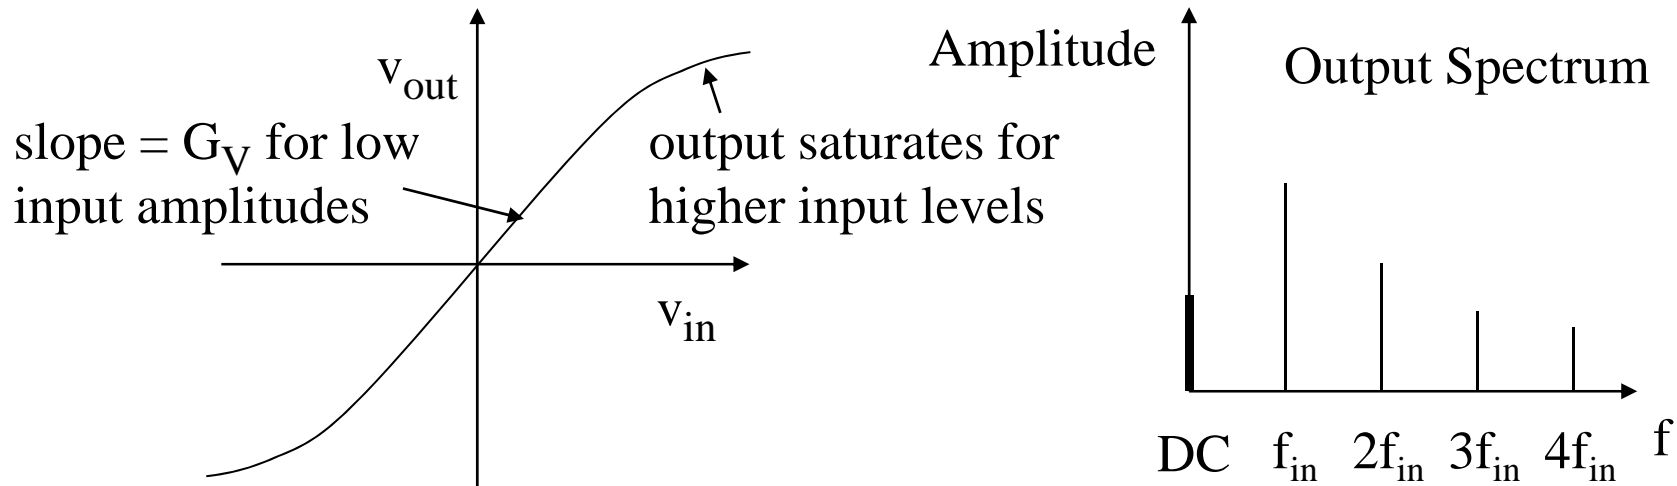 v_out
slope = G_V for low
input amplitudes
output saturates for
higher input levels
v_in
Amplitude
Output Spectrum
DC f_in 2f_in 3f_in 4f_in f